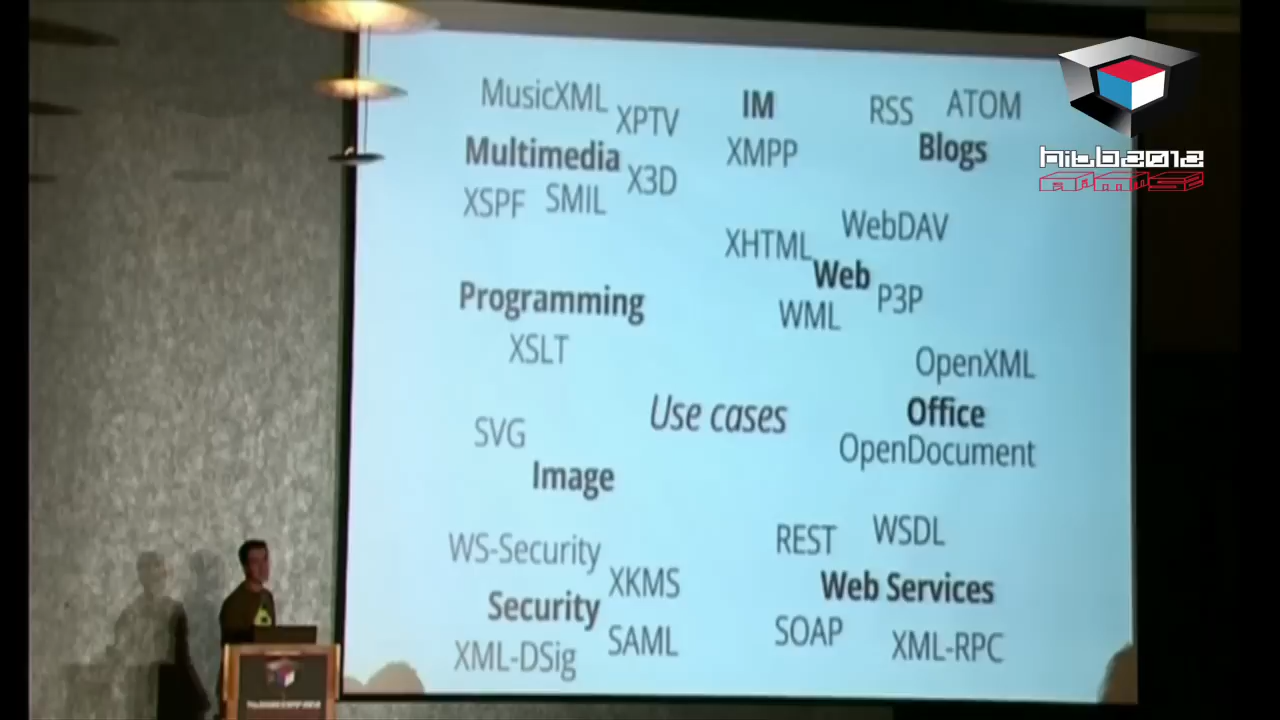 MusicXML
XPTV
Multimedia
X3D
XSPF
SMIL
IM
XMPP
RSS
ATOM
Blogs
WebDAV
XHTML
Web
P3P
WML
Programming
XSLT
OpenXML
Office
OpenDocument
Use cases
SVG
Image
WS-Security
XKMS
Security
SAML
XML-DSig
REST
WSDL
Web Services
SOAP
XML-RPC
HITB2012
AMS